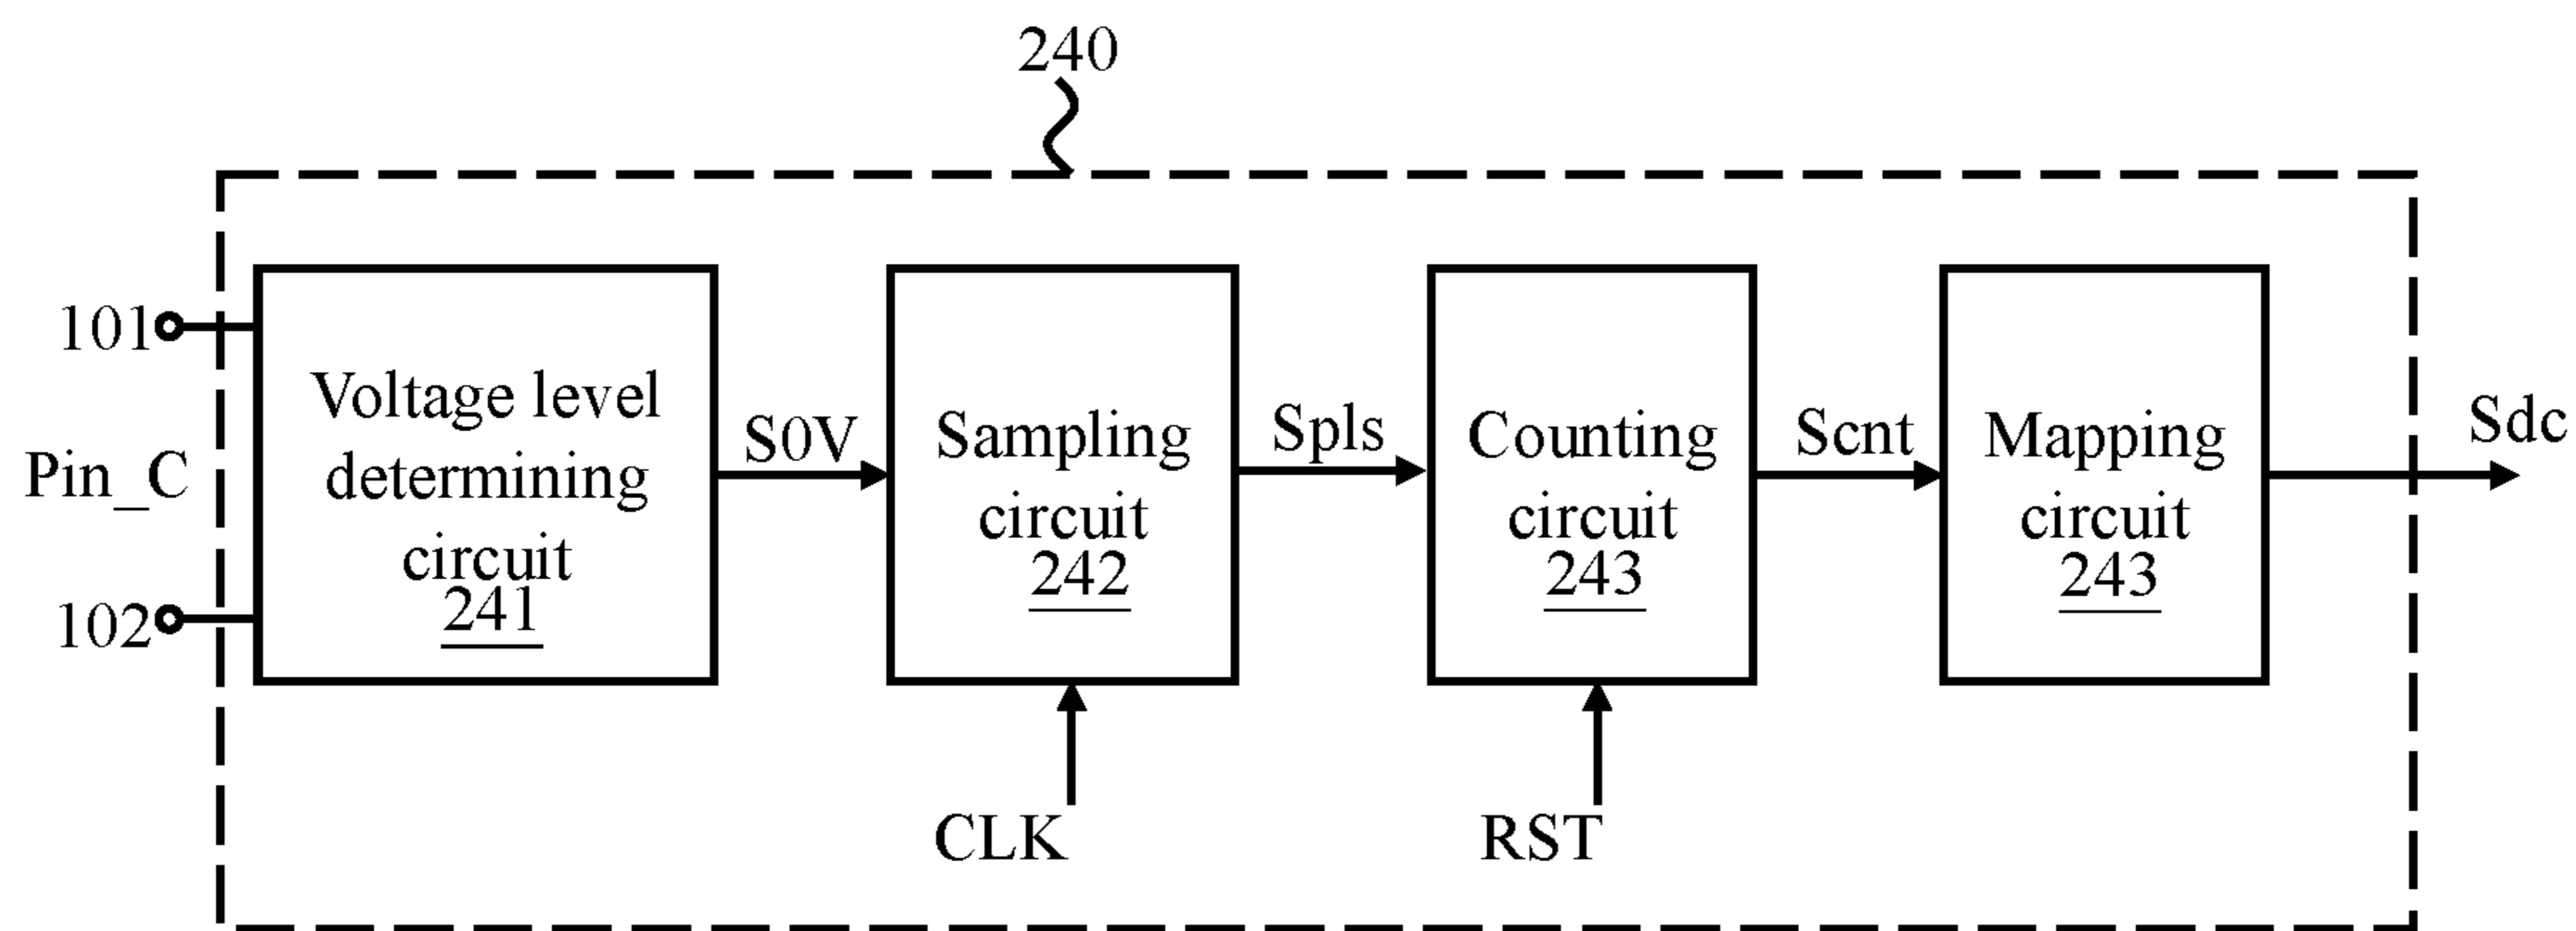 240
101
Pin_C
102
Voltage level
determining
circuit
241
S0V
Sampling
circuit
242
CLK
Spls
Counting
circuit
243
RST
Scnt
Mapping
circuit
243
Sdc